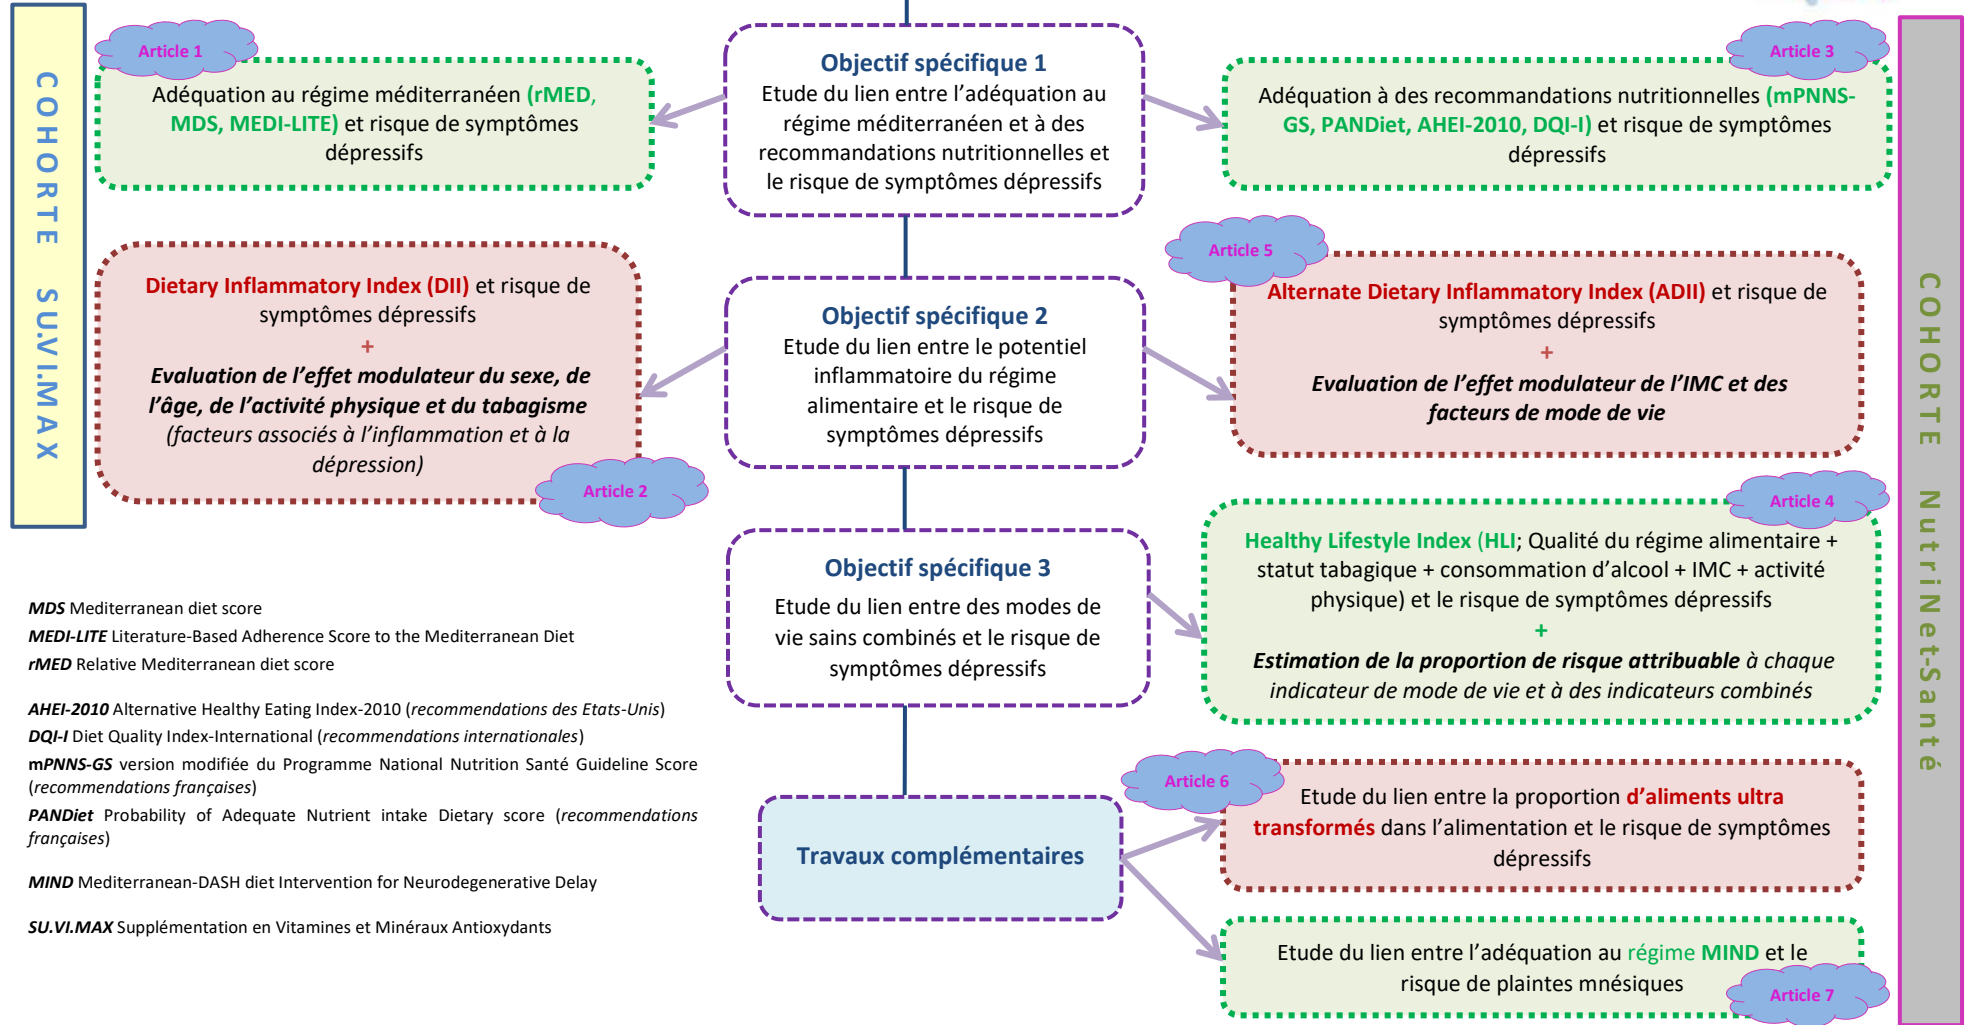 COHORTE SU.VI.MAX
Article 1
Adéquation au régime méditerranéen (rMED,
MDS, MEDI-LITE) et risque de symptômes
dépressifs
Objectif spécifique 1
Etude du lien entre l’adéquation au
régime méditerranéen et à des
recommandations nutritionnelles et
le risque de symptômes dépressifs
Article 3
Adéquation à des recommandations nutritionnelles (mPNNS-
GS, PANDiet, AHEI-2010, DQI-I) et risque de symptômes
dépressifs
COHORTE NutriNet-Santé
Dietary Inflammatory Index (DII) et risque de
symptômes dépressifs
+
Evaluation de l’effet modulateur du sexe, de
l’âge, de l’activité physique et du tabagisme
(facteurs associés à l’inflammation et à la
dépression)
Article 2
Objectif spécifique 2
Etude du lien entre le potentiel
inflammatoire du régime
alimentaire et le risque de
symptômes dépressifs
Article 5
Alternate Dietary Inflammatory Index (ADII) et risque de
symptômes dépressifs
+
Evaluation de l’effet modulateur de l’IMC et des
facteurs de mode de vie
Objectif spécifique 3
Etude du lien entre des modes de
vie sains combinés et le risque de
symptômes dépressifs
Article 4
Healthy Lifestyle Index (HLI; Qualité du régime alimentaire +
statut tabagique + consommation d’alcool + IMC + activité
physique) et le risque de symptômes dépressifs
+
Estimation de la proportion de risque attribuable à chaque
indicateur de mode de vie et à des indicateurs combinés
Travaux complémentaires
Article 6
Etude du lien entre la proportion d’aliments ultra
transformés dans l’alimentation et le risque de symptômes
dépressifs
Etude du lien entre l’adéquation au régime MIND et le
risque de plaintes mnésiques
Article 7
MDS Mediterranean diet score
MEDI-LITE Literature-Based Adherence Score to the Mediterranean Diet
rMED Relative Mediterranean diet score
AHEI-2010 Alternative Healthy Eating Index-2010 (recommendations des Etats-Unis)
DQI-I Diet Quality Index-International (recommendations internationales)
mPNNS-GS version modifiée du Programme National Nutrition Santé Guideline Score
(recommendations françaises)
PANDiet Probability of Adequate Nutrient intake Dietary score (recommendations
françaises)
MIND Mediterranean-DASH diet Intervention for Neurodegenerative Delay
SU.VI.MAX Supplémentation en Vitamines et Minéraux Antioxydants